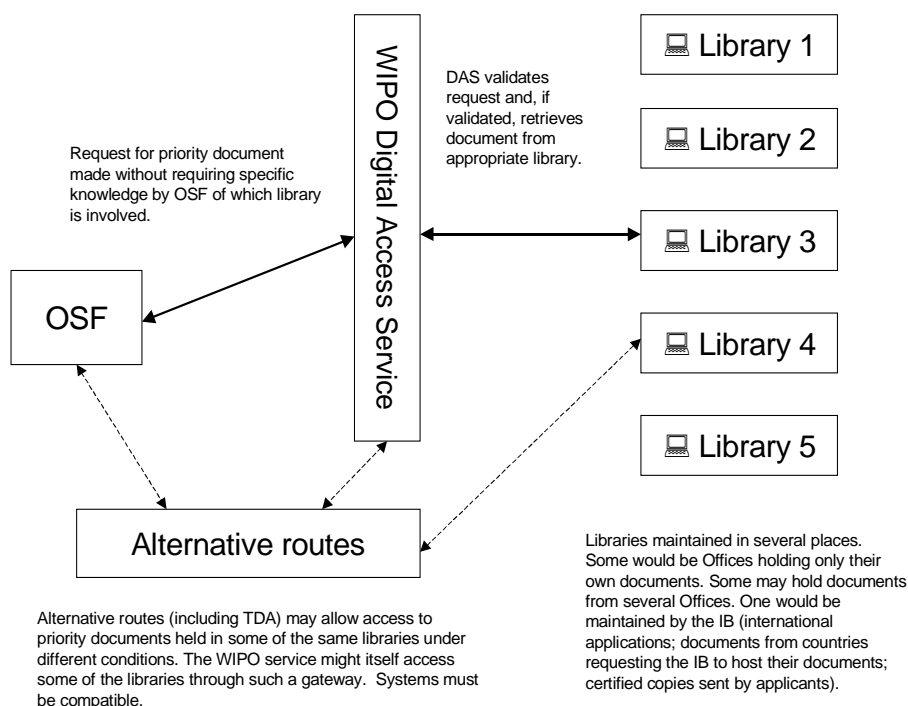 WIPO Digital Access Service
Library 1
DAS validates
request and, if
validated, retrieves
document from
appropriate library.
Library 2
Request for priority document
made without requiring specific
knowledge by OSF of which library
is involved.
Library 3
OSF
Library 4
Library 5
Alternative routes
Libraries maintained in several places.
Some would be Offices holding only their
own documents. Some may hold documents
from several Offices. One would be
maintained by the IB (international
applications; documents from countries
requesting the IB to host their documents;
certified copies sent by applicants).
Alternative routes (including TDA) may allow access to
priority documents held in some of the same libraries under
different conditions. The WIPO service might itself access
some of the libraries through such a gateway.  Systems must
be compatible.